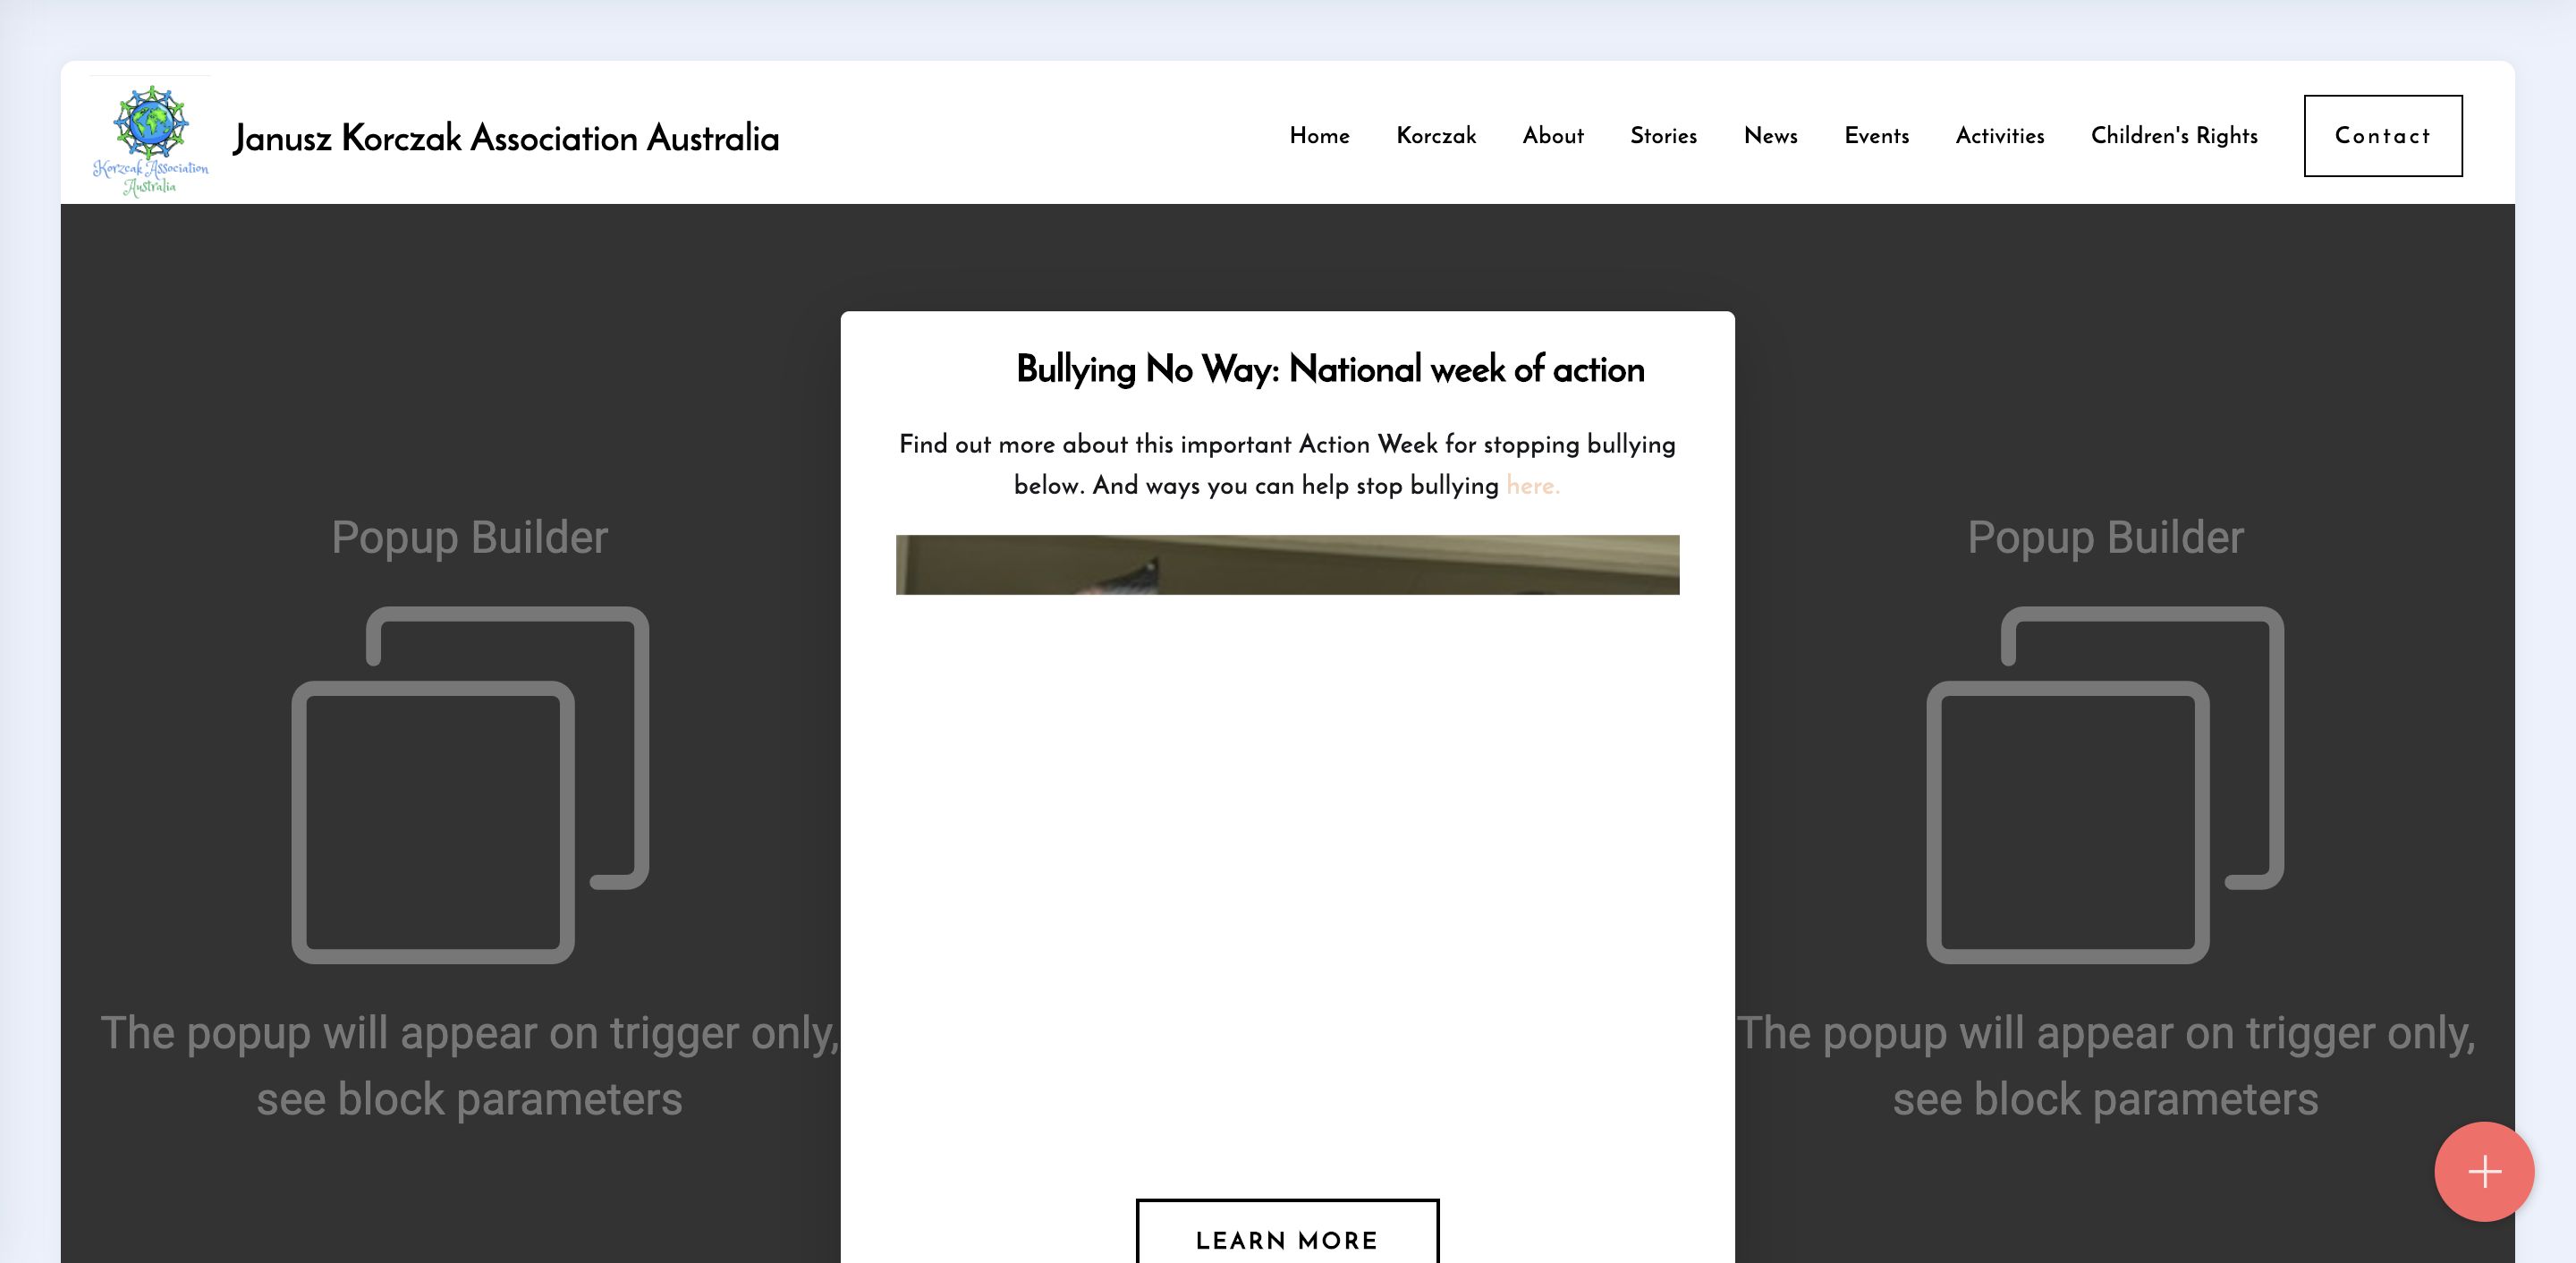 Korzcak Association
Australia
Janusz Korczak Association Australia
Home Korczak About Stories News Events Activities Children's Rights Contact
Bullying No Way: National week of action
Find out more about this important Action Week for stopping bullying
below. And ways you can help stop bullying here.
Popup Builder
The popup will appear on trigger only,
see block parameters
Popup Builder
The popup will appear on trigger only,
see block parameters
LEARN MORE